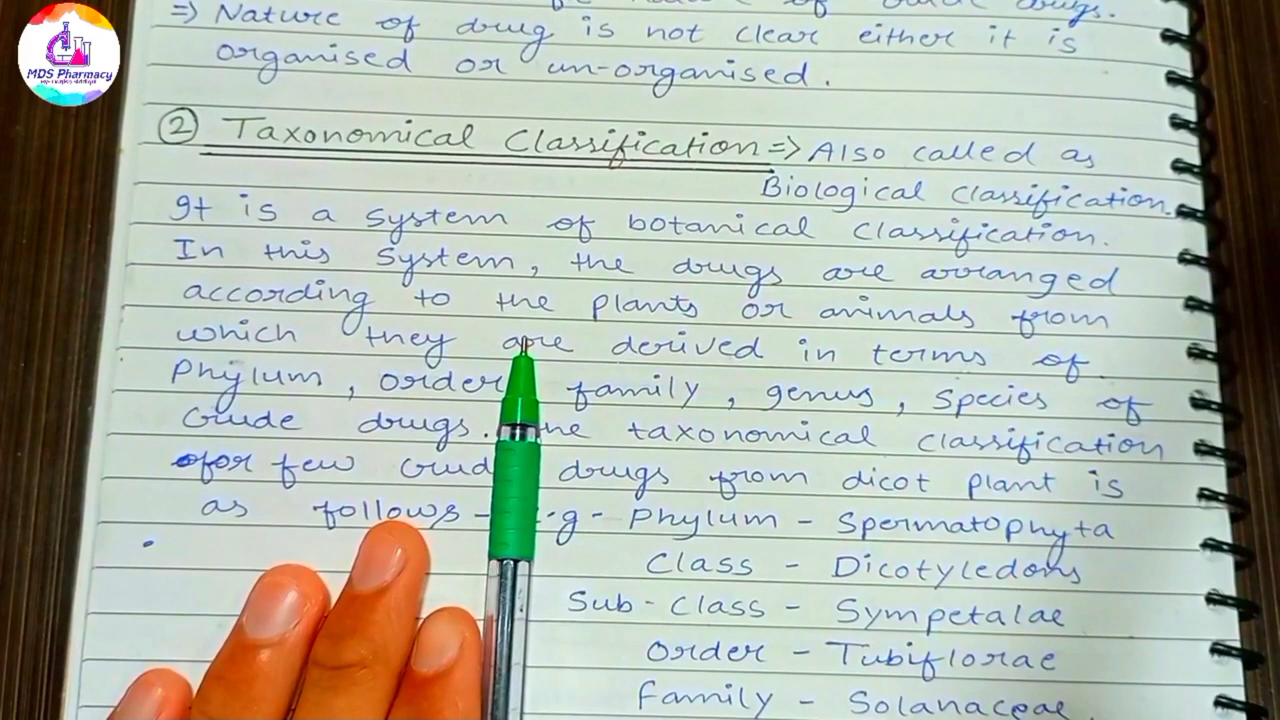 of crude drugs.
MDS Pharmacy
⇒ Nature of drug is not clear either it is
organised or un-organised.
② Taxonomical Classification ⇒ Also called as
Biological Classification.
It is a system of botanical classification.
In this system, the drugs are arranged
according to the plants or animals from
which they are derived in terms of
Phylum, order, family, genus, species of
crude drugs. The taxonomical classification
for few crude drugs from dicot plant is
as follows - E.g - Phylum - Spermatophyta
Class - Dicotyledons
Sub-Class - Sympetalae
Order - Tubiflorae
Family - Solanaceae.